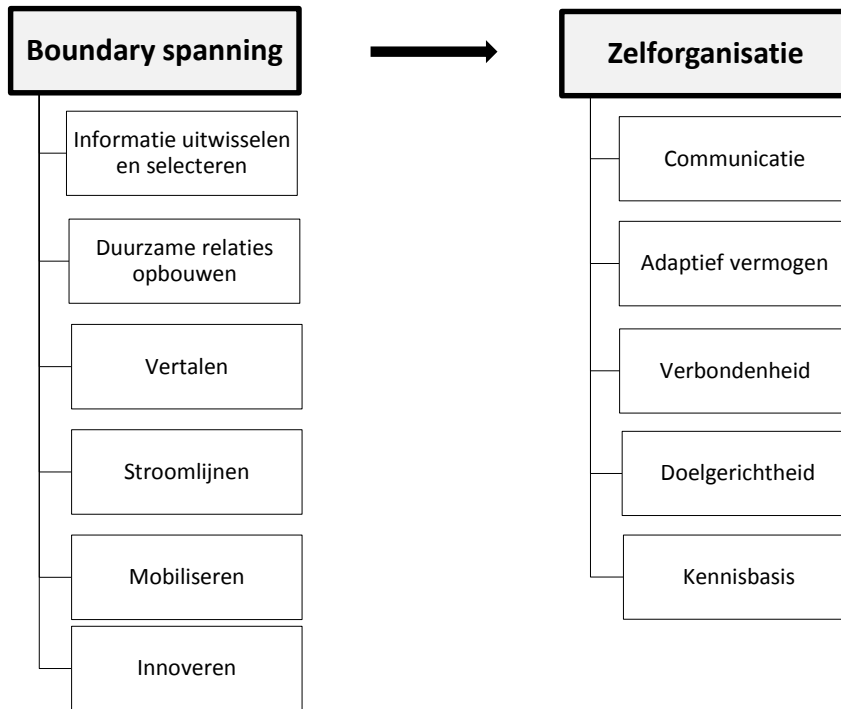 Boundary spanning
Informatie uitwisselen
en selecteren
Duurzame relaties
opbouwen
Vertalen
Stroomlijnen
Mobiliseren
Innoveren
Zelforganisatie
Communicatie
Adaptief vermogen
Verbondenheid
Doelgerichtheid
Kennisbasis